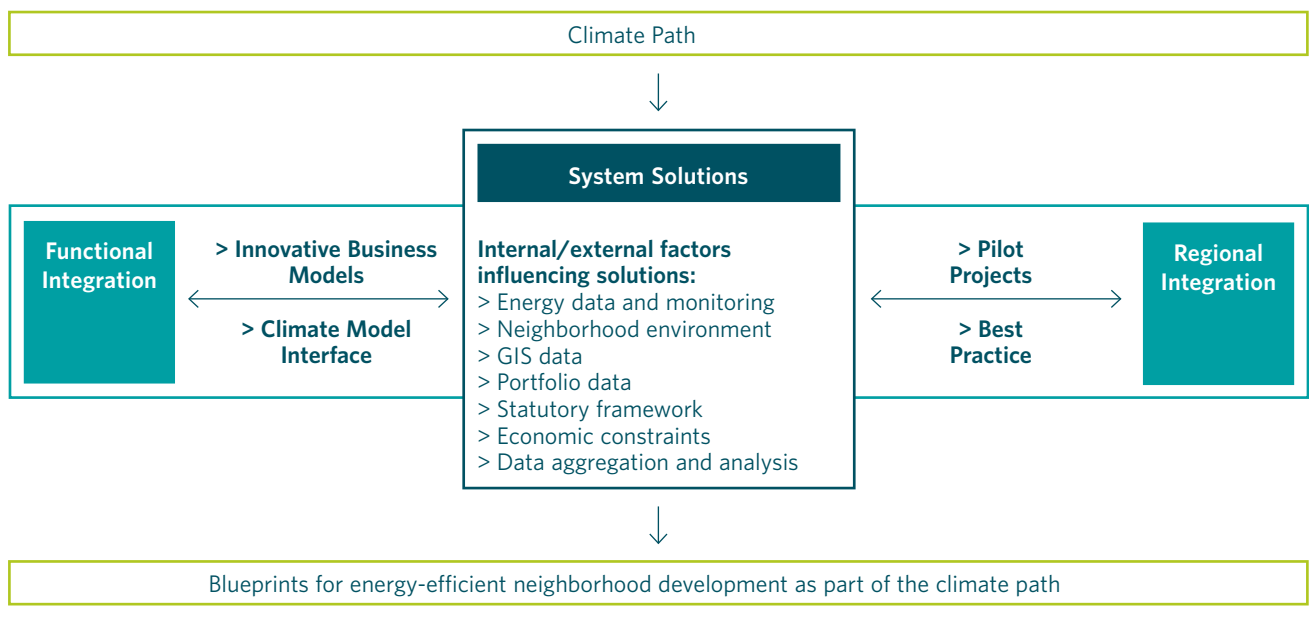 Climate Path
System Solutions
Functional
Integration
> Innovative Business
Models
> Climate Model
Interface
Internal/external factors
influencing solutions:
> Energy data and monitoring
> Neighborhood environment
> GIS data
> Portfolio data
> Statutory framework
> Economic constraints
> Data aggregation and analysis
> Pilot
Projects
> Best
Practice
Regional
Integration
Blueprints for energy-efficient neighborhood development as part of the climate path